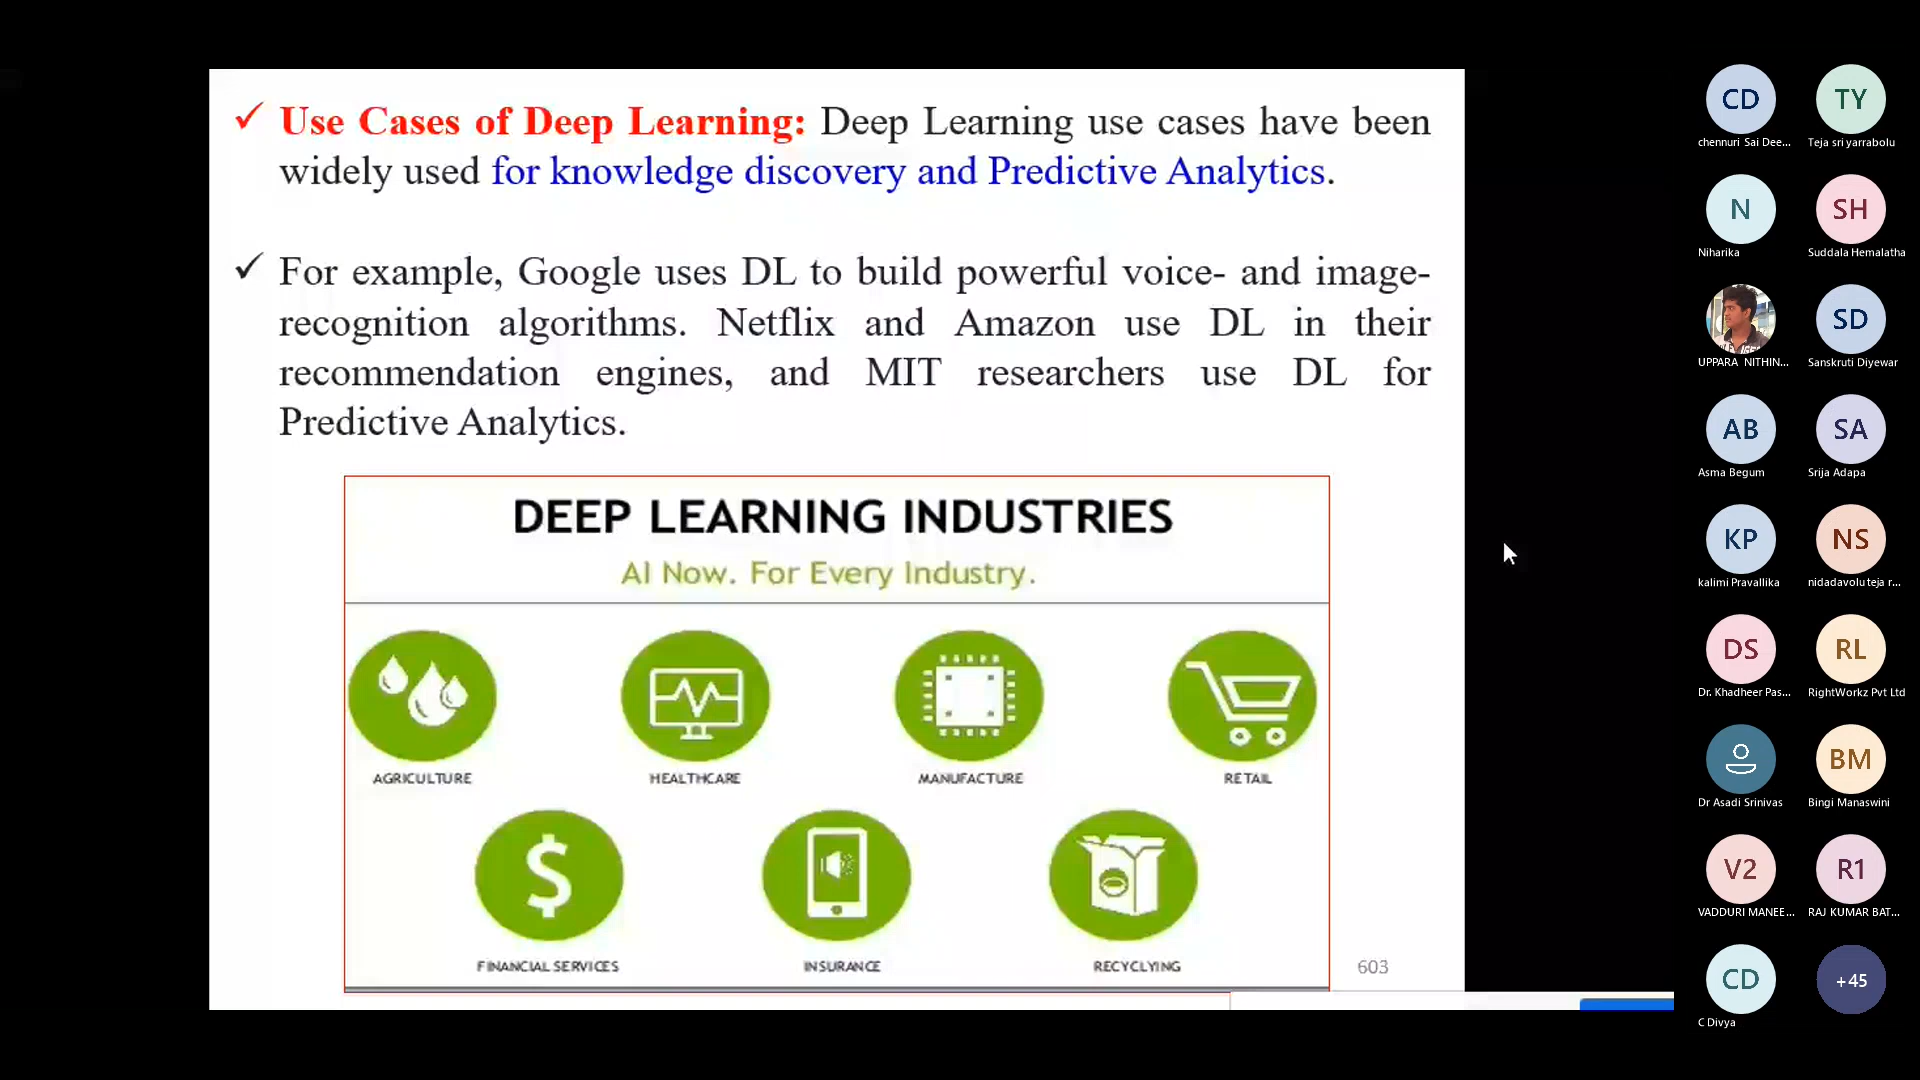 ✓ Use Cases of Deep Learning: Deep Learning use cases have been
widely used for knowledge discovery and Predictive Analytics.
✓ For example, Google uses DL to build powerful voice- and image-
recognition algorithms. Netflix and Amazon use DL in their
recommendation engines, and MIT researchers use DL for
Predictive Analytics.
DEEP LEARNING INDUSTRIES
AI Now. For Every Industry.
AGRICULTURE HEALTHCARE MANUFACTURE RETAIL
$
FINANCIAL SERVICES INSURANCE RECYCLYING
603
CD TY
chennuri Sai Dee... Teja sri yarrabolu
N SH
Niharika Suddala Hemalatha
SD
UPPARA NITHIN... Sanskruti Diyewar
AB SA
Asma Begum Srija Adapa
KP NS
kalimi Pravallika nidadavolu teja r...
DS RL
Dr. Khadheer Pas... RightWorkz Pvt Ltd
BM
Dr Asadi Srinivas Bingi Manaswini
V2 R1
VADDURI MANEE... RAJ KUMAR BAT...
CD +45
C Divya